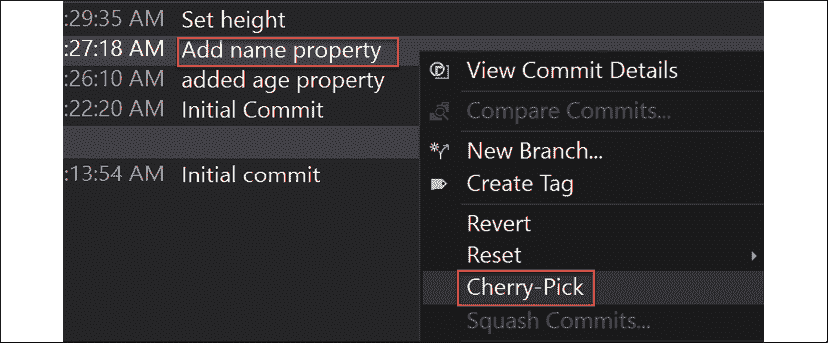 :29:35 AM Set height
:27:18 AM Add name property
:26:10 AM added age property
:22:20 AM Initial Commit
:13:54 AM Initial commit
View Commit Details
Compare Commits...
New Branch...
Create Tag
Revert
Reset
Cherry-Pick
Squash Commits...